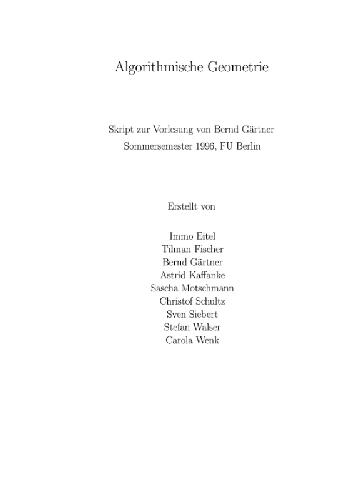 Algorithmische Geometrie
Skript zur Vorlesung von Bernd Gärtner
Sommersemester 1996, FU Berlin
Erstellt von
Immo Eitel
Tilman Fischer
Bernd Gärtner
Astrid Kaffanke
Sascha Motschmann
Christof Schultz
Sven Siebert
Stefan Walser
Carola Wenk